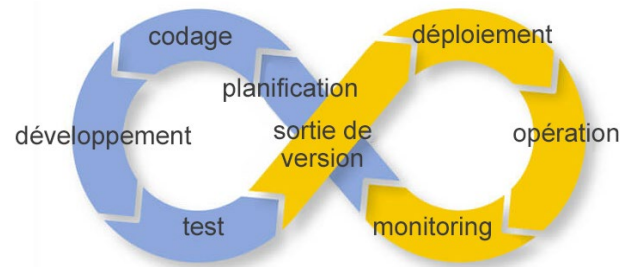 codage
déploiement
planification
développement
sortie de
version
opération
test
monitoring